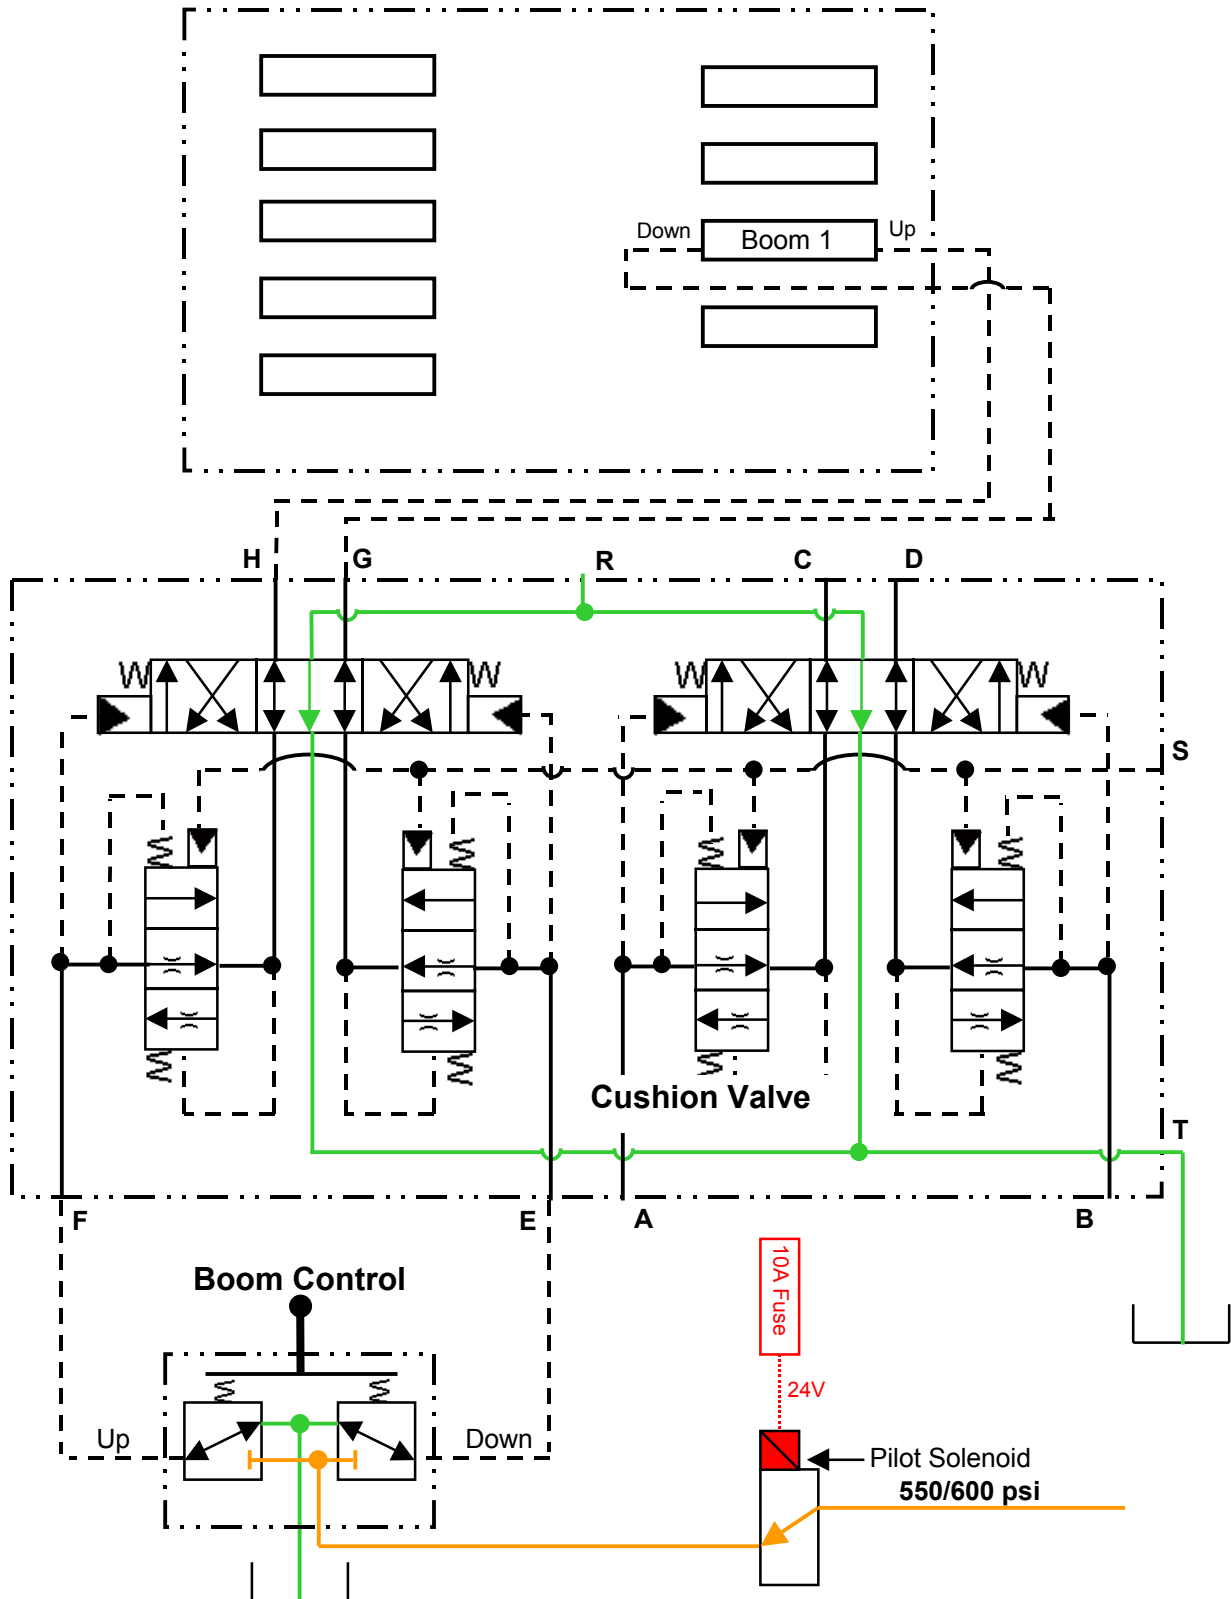 Down
Boom 1
Up
H
G
R
C
D
S
Cushion Valve
T
F
E
A
B
10A Fuse
Boom Control
24V
Up
Down
Pilot Solenoid
550/600 psi